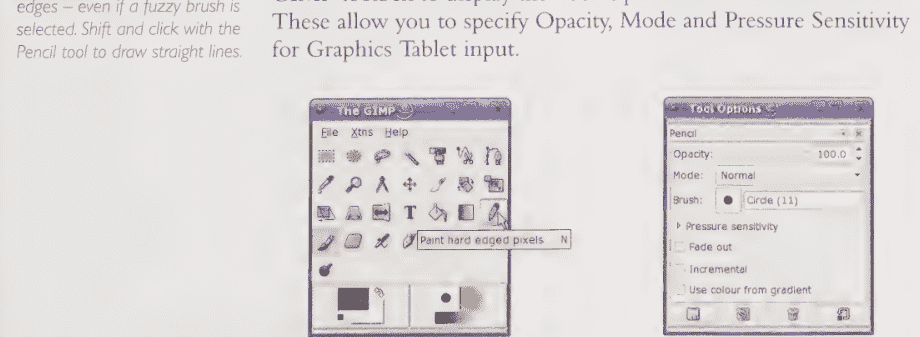 edges – even if a fuzzy brush is
selected. Shift and click with the
Pencil tool to draw straight lines.
These allow you to specify Opacity, Mode and Pressure Sensitivity
for Graphics Tablet input.
The GIMP
File Xtns Help
T
Paint hard edged pixels N
Tool Options
Pencil
Opacity: 100.0
Mode: Normal
Brush: Circle (11)
Pressure sensitivity
Fade out
Incremental
Use colour from gradient